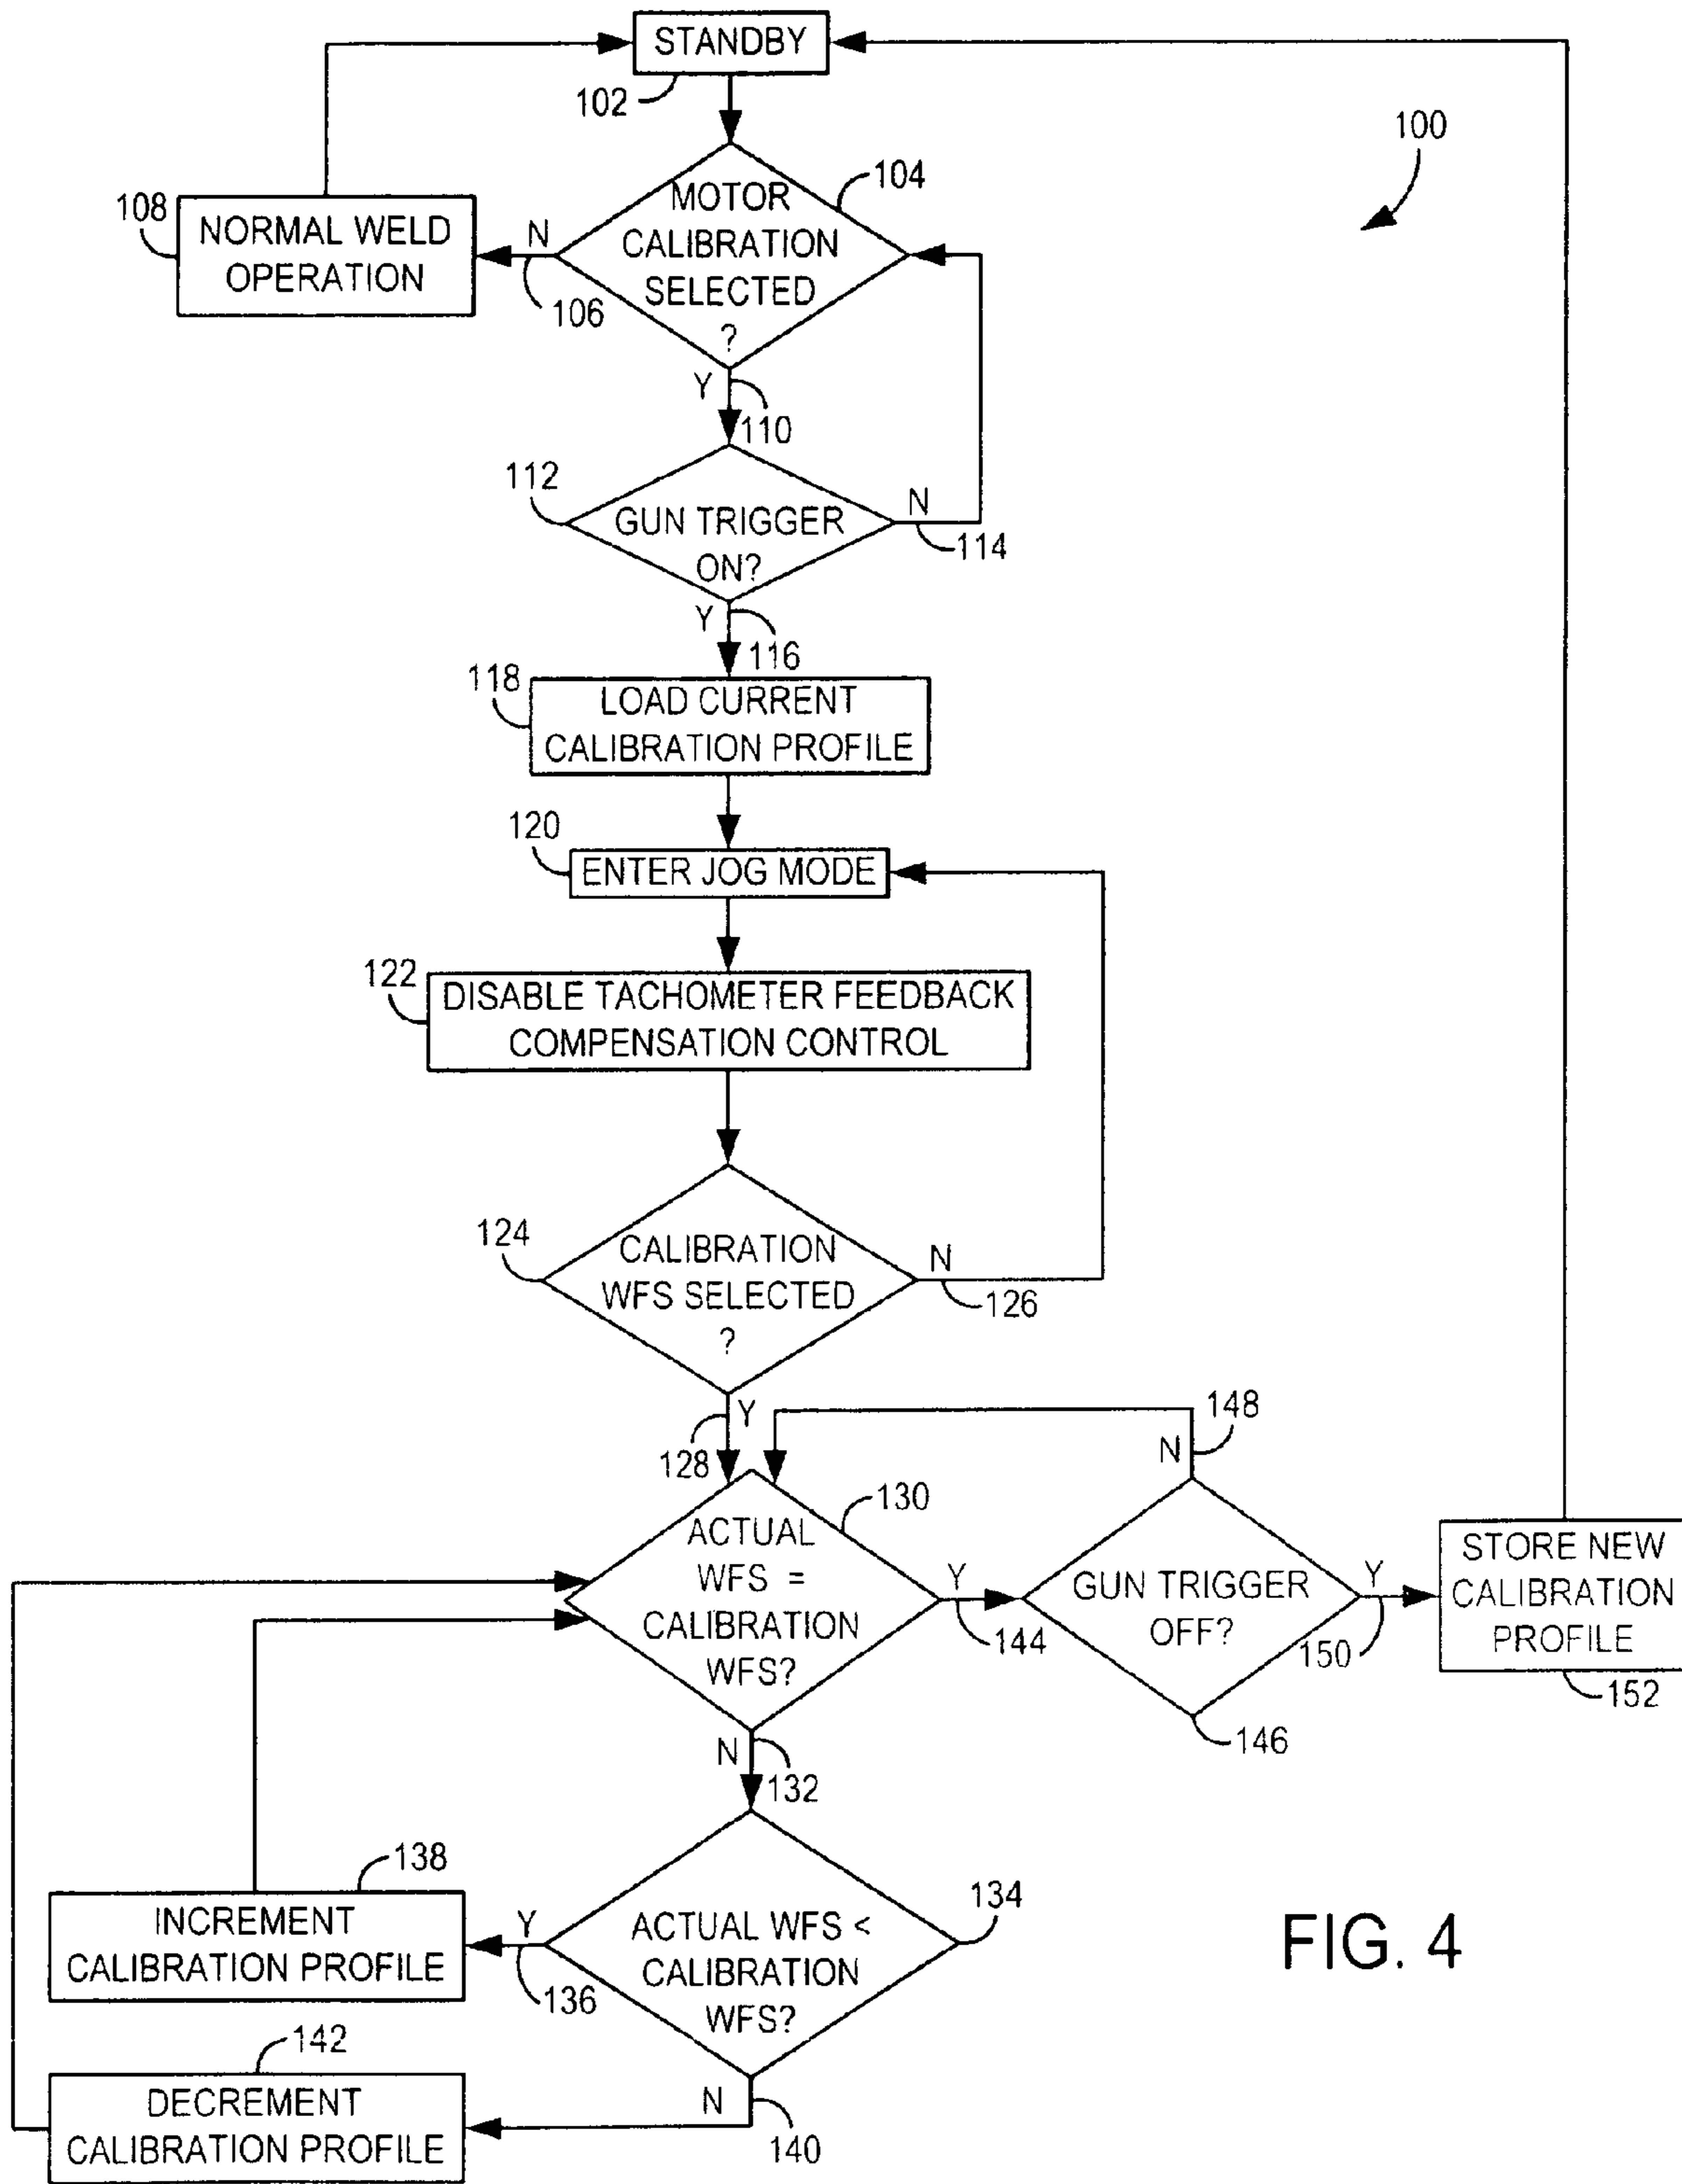 STANDBY
102
100
104
MOTOR
CALIBRATION
SELECTED
?
108
NORMAL WELD
OPERATION
N
106
Y
110
112
GUN TRIGGER
ON?
N
114
Y
116
118
LOAD CURRENT
CALIBRATION PROFILE
120
ENTER JOG MODE
122
DISABLE TACHOMETER FEEDBACK
COMPENSATION CONTROL
124
CALIBRATION
WFS SELECTED
?
N
126
Y
128
148
N
130
ACTUAL
WFS =
CALIBRATION
WFS?
Y
144
GUN TRIGGER
OFF?
146
Y
150
STORE NEW
CALIBRATION
PROFILE
152
N
132
134
ACTUAL WFS <
CALIBRATION
WFS?
Y
136
138
INCREMENT
CALIBRATION PROFILE
N
140
142
DECREMENT
CALIBRATION PROFILE
FIG. 4